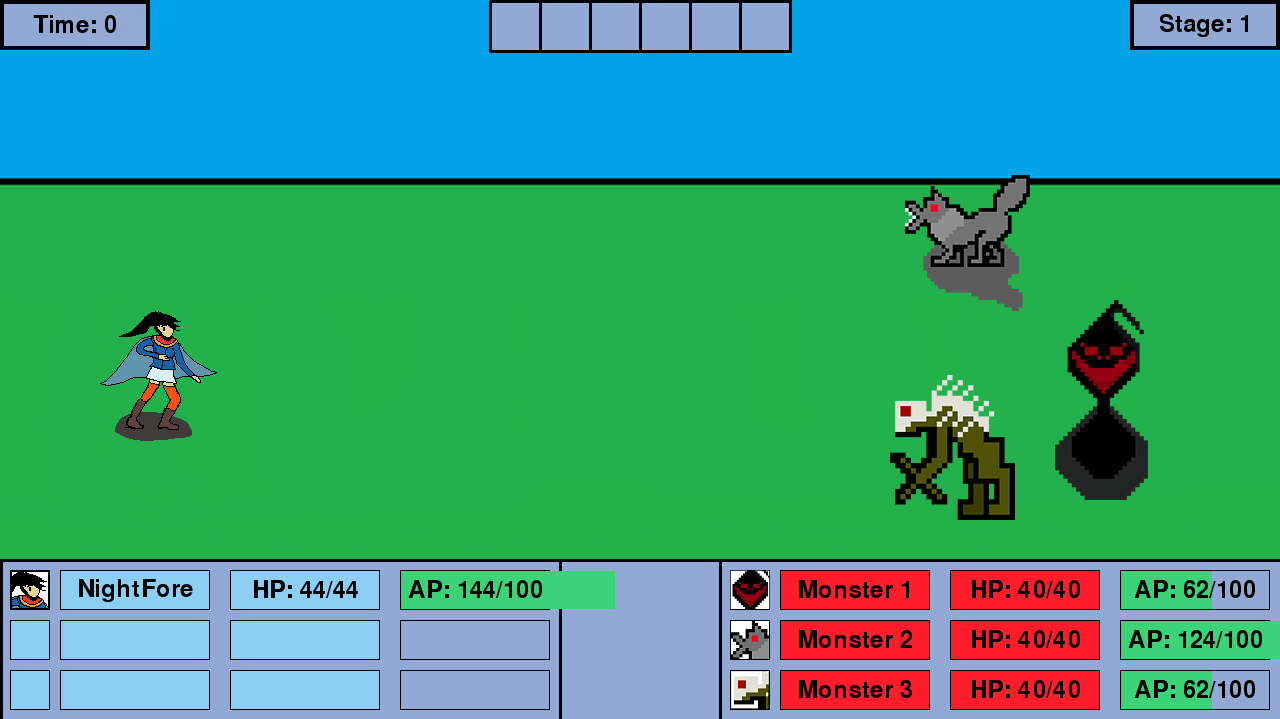 Time: 0
Stage: 1
NightFore
HP: 44/44
AP: 144/100
Monster 1
HP: 40/40
AP: 62/100
Monster 2
HP: 40/40
AP: 124/100
Monster 3
HP: 40/40
AP: 62/100